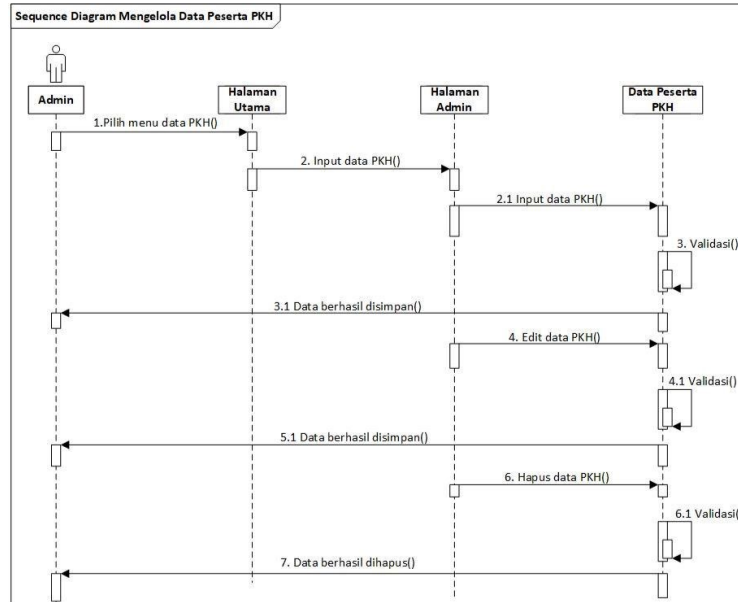 Sequence Diagram Mengelola Data Peserta PKH
Admin
Halaman
Utama
Halaman
Admin
Data Peserta
PKH
1.Pilih menu data PKH()
2. Input data PKH()
2.1 Input data PKH()
3. Validasi()
3.1 Data berhasil disimpan()
4. Edit data PKH()
4.1 Validasi()
5.1 Data berhasil disimpan()
6. Hapus data PKH()
6.1 Validasi(
7. Data berhasil dihapus()